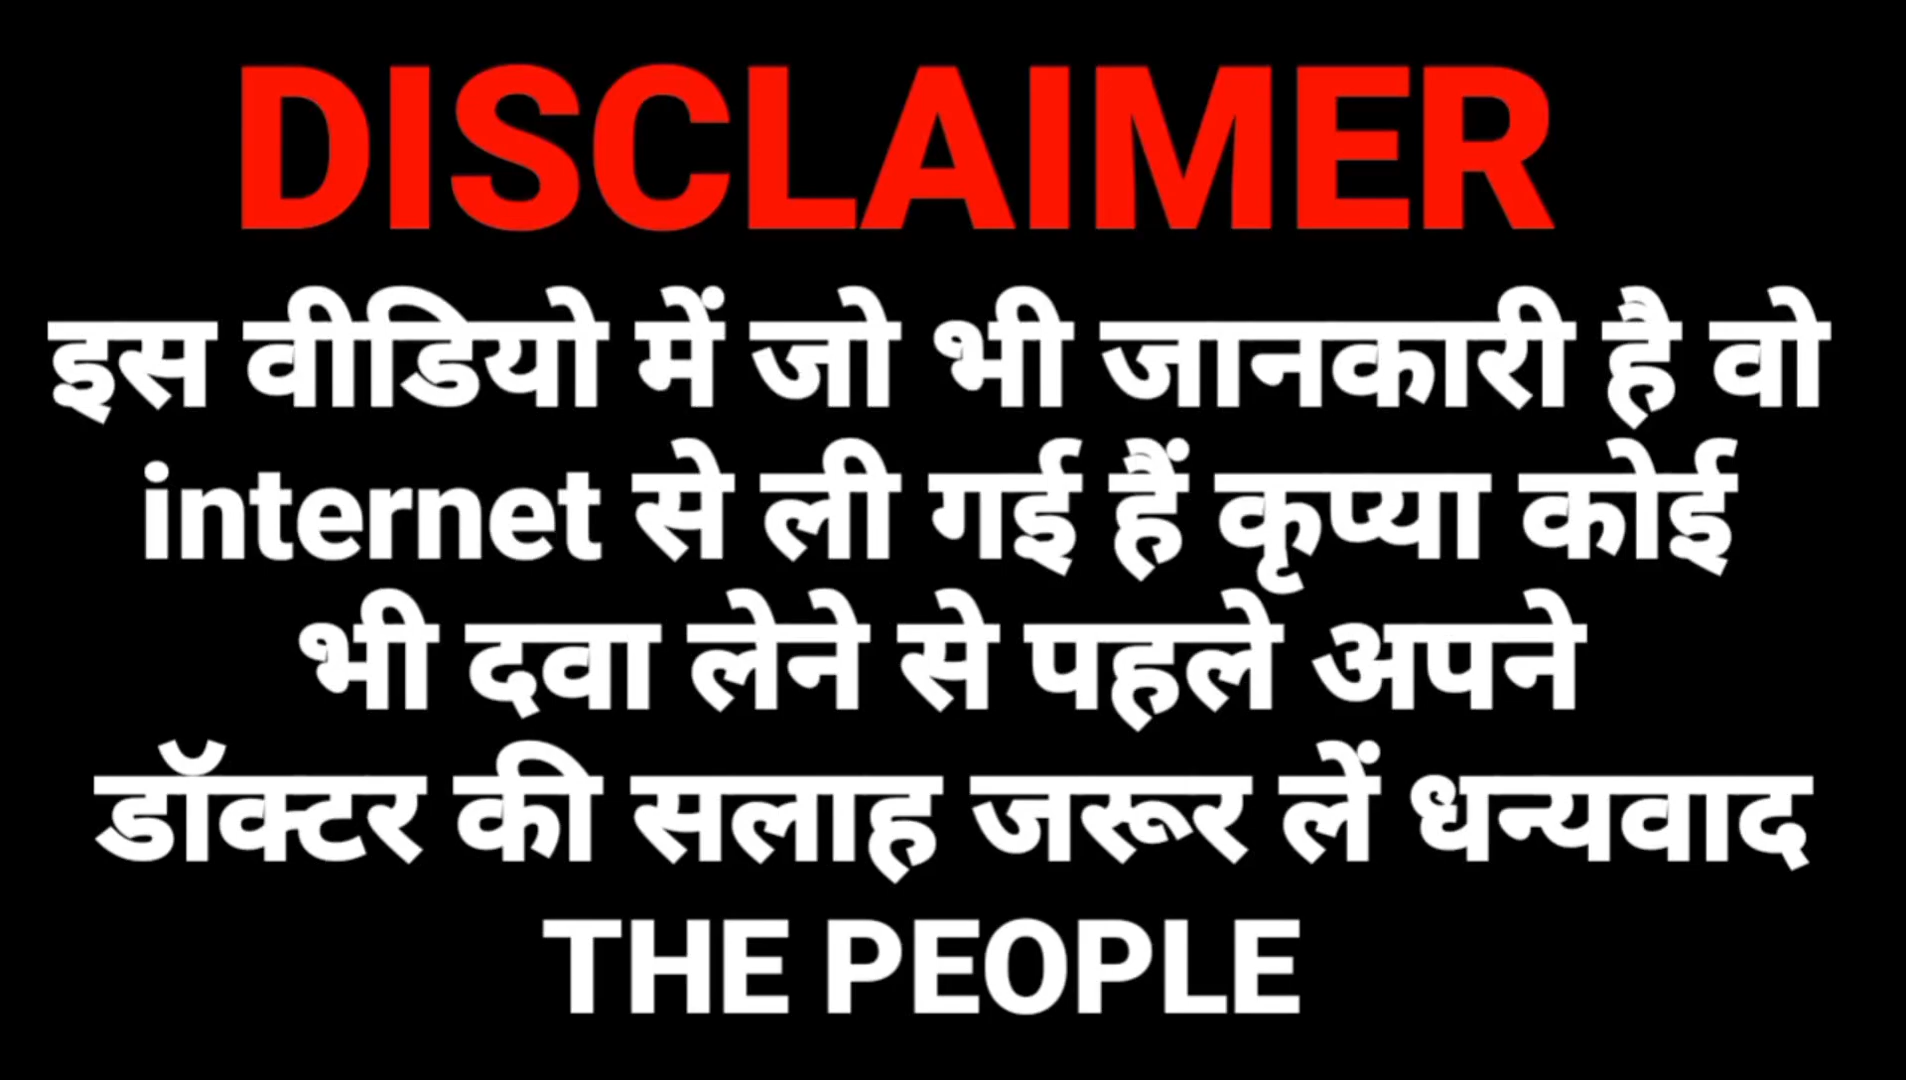 DISCLAIMER
इस वीडियो में जो भी जानकारी है वो
internet से ली गई हैं कृप्या कोई
भी दवा लेने से पहले अपने
डॉक्टर की सलाह जरूर लें धन्यवाद
THE PEOPLE